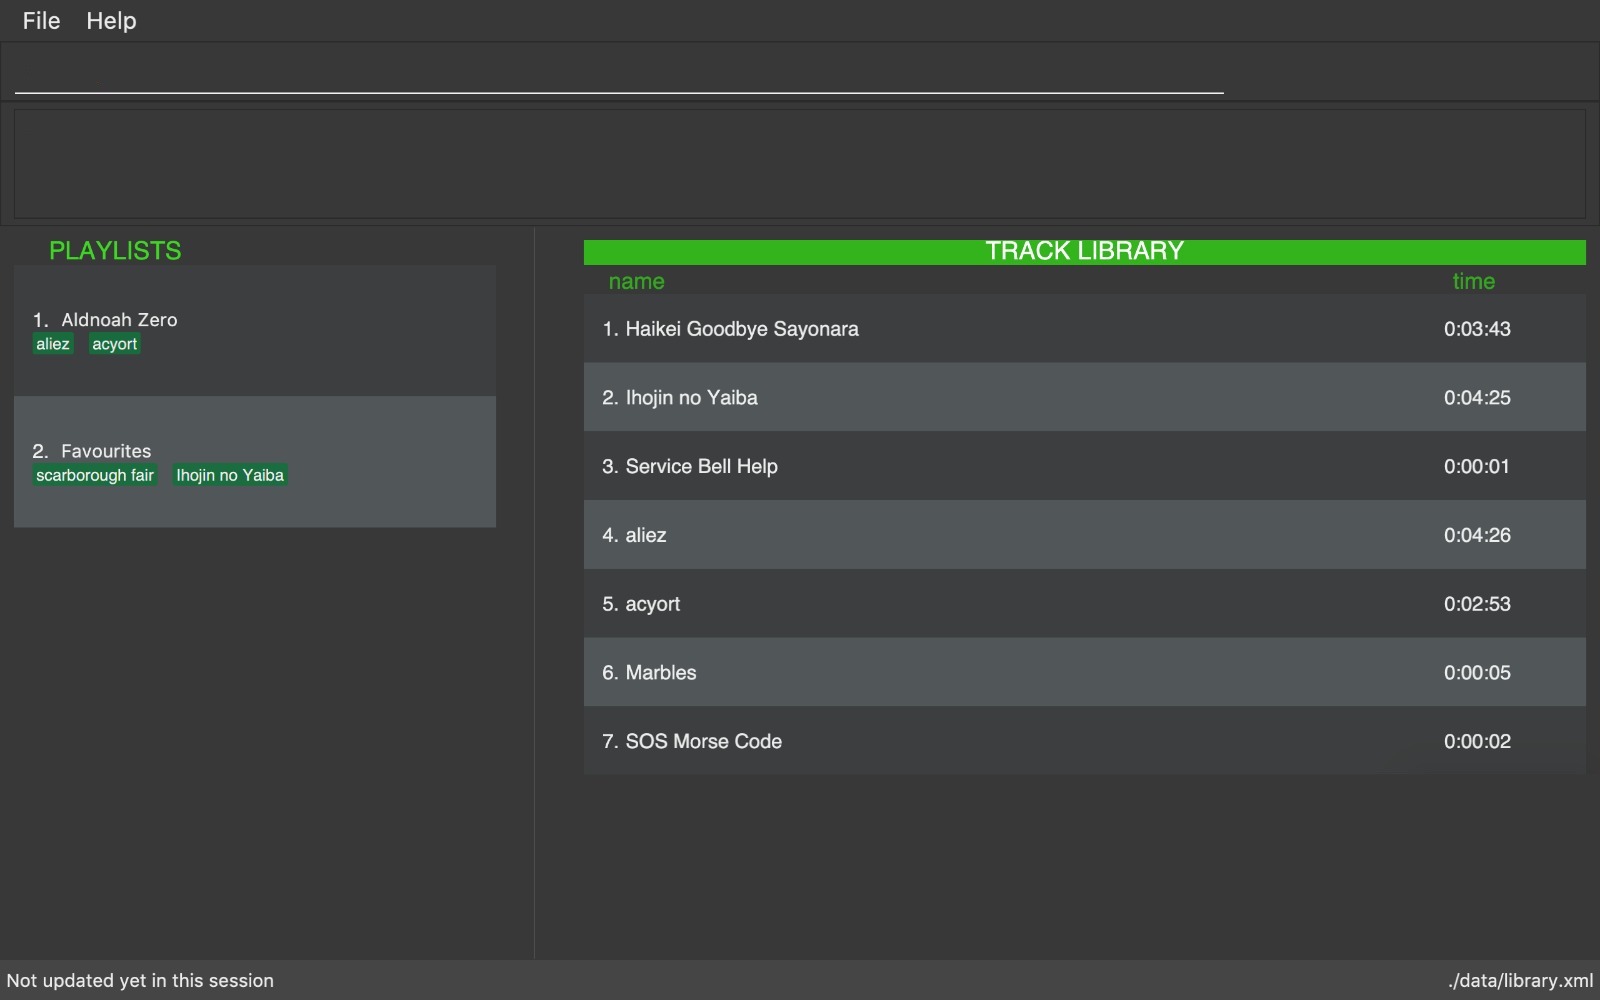 File Help
PLAYLISTS
1. Aldnoah Zero
aliez acyort
2. Favourites
scarborough fair Ihojin no Yaiba
TRACK LIBRARY
name time
1. Haikei Goodbye Sayonara 0:03:43
2. Ihojin no Yaiba 0:04:25
3. Service Bell Help 0:00:01
4. aliez 0:04:26
5. acyort 0:02:53
6. Marbles 0:00:05
7. SOS Morse Code 0:00:02
Not updated yet in this session ./data/library.xml